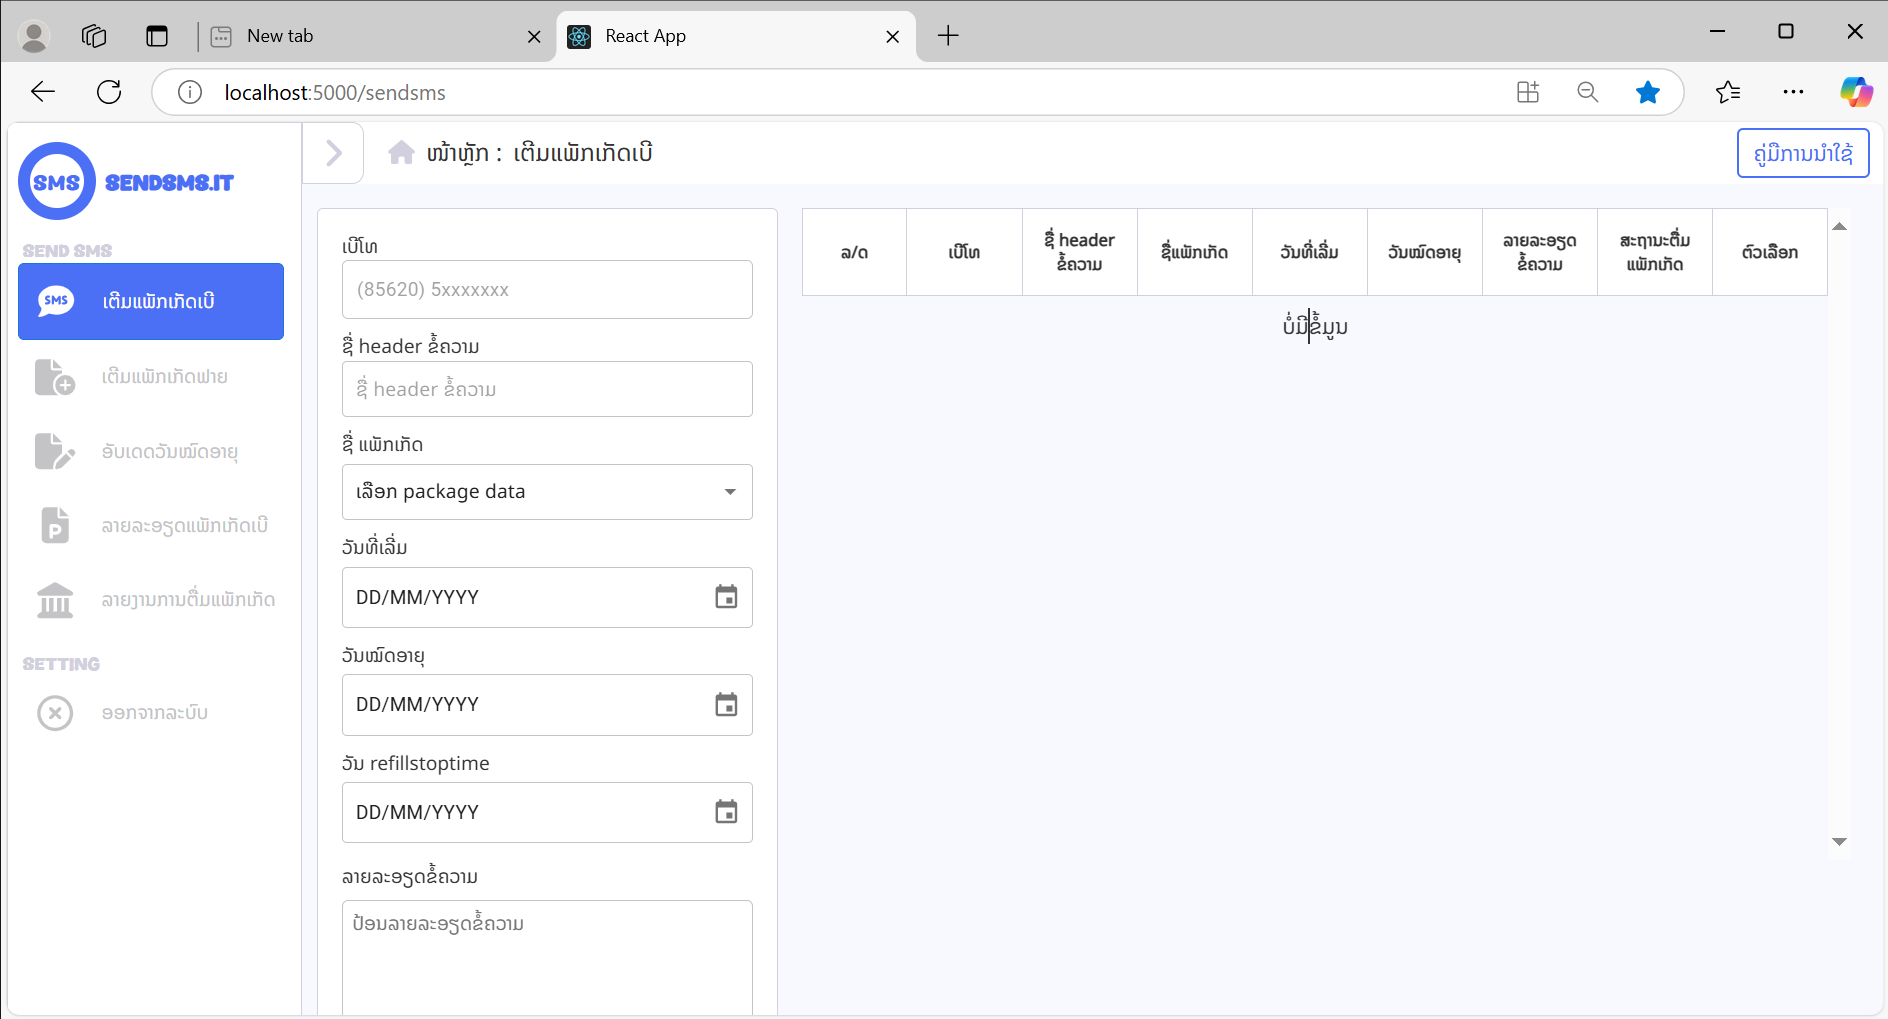 New tab
React App
localhost:5000/sendsms
SMS SENDSMS.IT
SEND SMS
SMS ເຕີມແພັກເກັດເບີ
ເຕີມແພັກເກັດຟາຍ
ອັບເດດວັນໝົດອາຍຸ
P ລາຍລະອຽດແພັກເກັດເບີ
ລາຍງານການຕື່ມແພັກເກັດ
SETTING
ອອກຈາກລະບົບ
ໜ້າຫຼັກ : ເຕີມແພັກເກັດເບີ
ຄູ່ມືການນຳໃຊ້
ເບີໂທ
(85620) 5xxxxxxx
ຊື່ header ຂໍ້ຄວາມ
ຊື່ header ຂໍ້ຄວາມ
ຊື່ ແພັກເກັດ
ເລືອກ package data
ວັນທີ່ເລີ່ມ
DD/MM/YYYY
ວັນໝົດອາຍຸ
DD/MM/YYYY
ວັນ refillstoptime
DD/MM/YYYY
ລາຍລະອຽດຂໍ້ຄວາມ
ປ້ອນລາຍລະອຽດຂໍ້ຄວາມ
ລ/ດ
ເບີໂທ
ຊື່ header
ຂໍ້ຄວາມ
ຊື່ແພັກເກັດ
ວັນທີ່ເລີ່ມ
ວັນໝົດອາຍຸ
ລາຍລະອຽດ
ຂໍ້ຄວາມ
ສະຖານະຕື່ມ
ແພັກເກັດ
ຕົວເລືອກ
ບໍ່ມີຂໍ້ມູນ